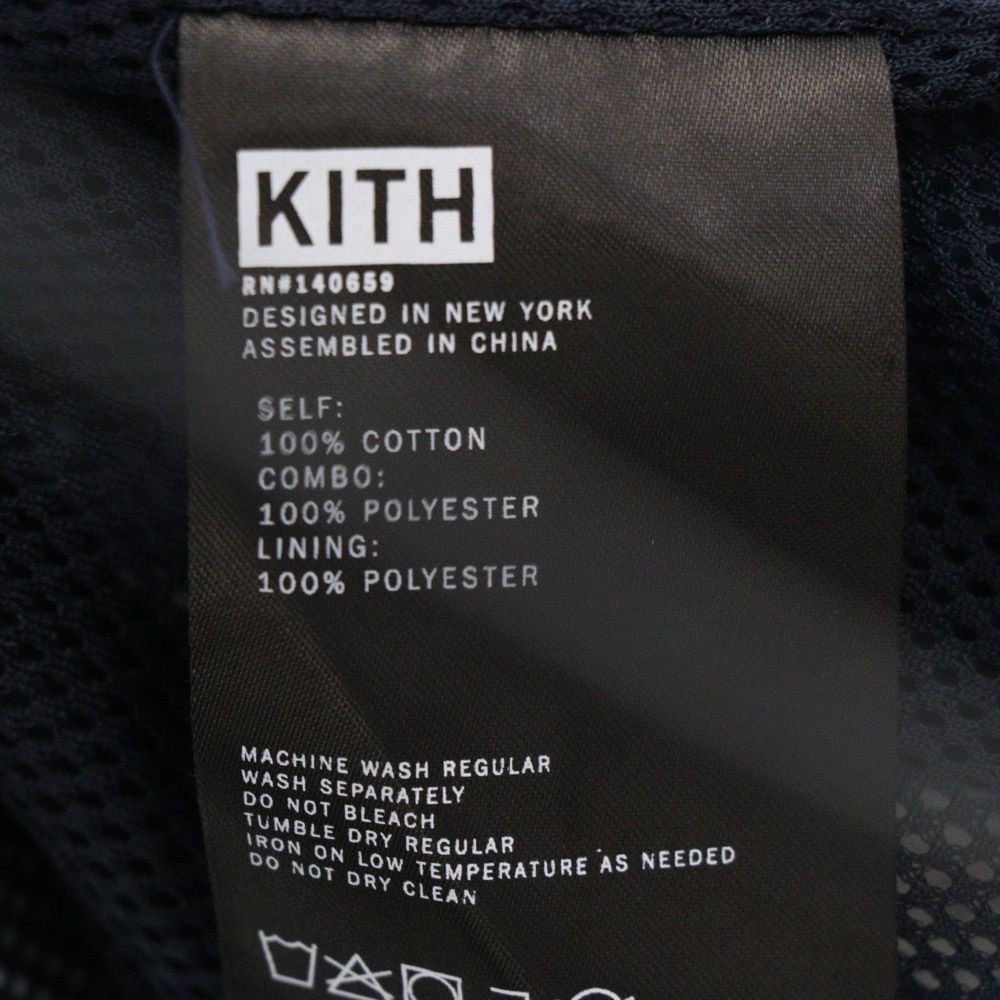 KITH
RN#140659
DESIGNED IN NEW YORK
ASSEMBLED IN CHINA
SELF:
100% COTTON
COMBO:
100% POLYESTER
LINING:
100% POLYESTER
MACHINE WASH REGULAR
WASH SEPARATELY
DO NOT BLEACH
TUMBLE DRY REGULAR
IRON ON LOW TEMPERATURE AS NEEDED
DO NOT DRY CLEAN